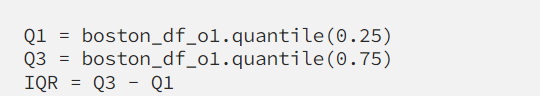 Q1 = boston_df_o1.quantile(0.25)
Q3 = boston_df_o1.quantile(0.75)
IQR = Q3 - Q1